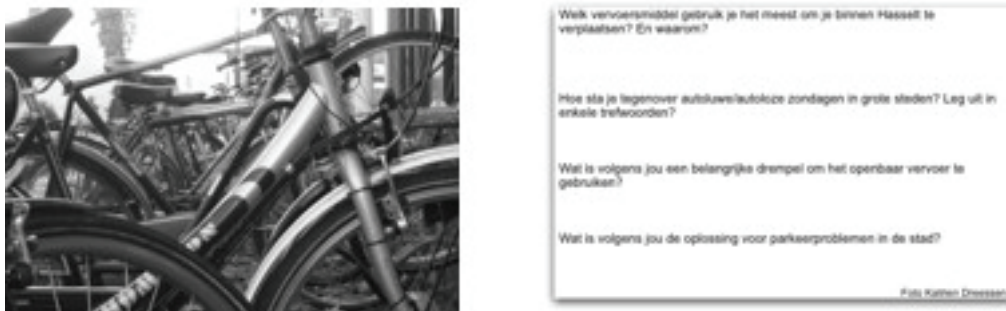 Welk vervoersmiddel gebruik je het meest om je binnen Hasselt te
verplaatsen? En waarom?
Hoe sta je tegenover autoluwe/autoloze zondagen in grote steden? Leg uit in
enkele trefwoorden?
Wat is volgens jou een belangrijke drempel om het openbaar vervoer te
gebruiken?
Wat is volgens jou de oplossing voor parkeerproblemen in de stad?
Foto Katrien Dreessen